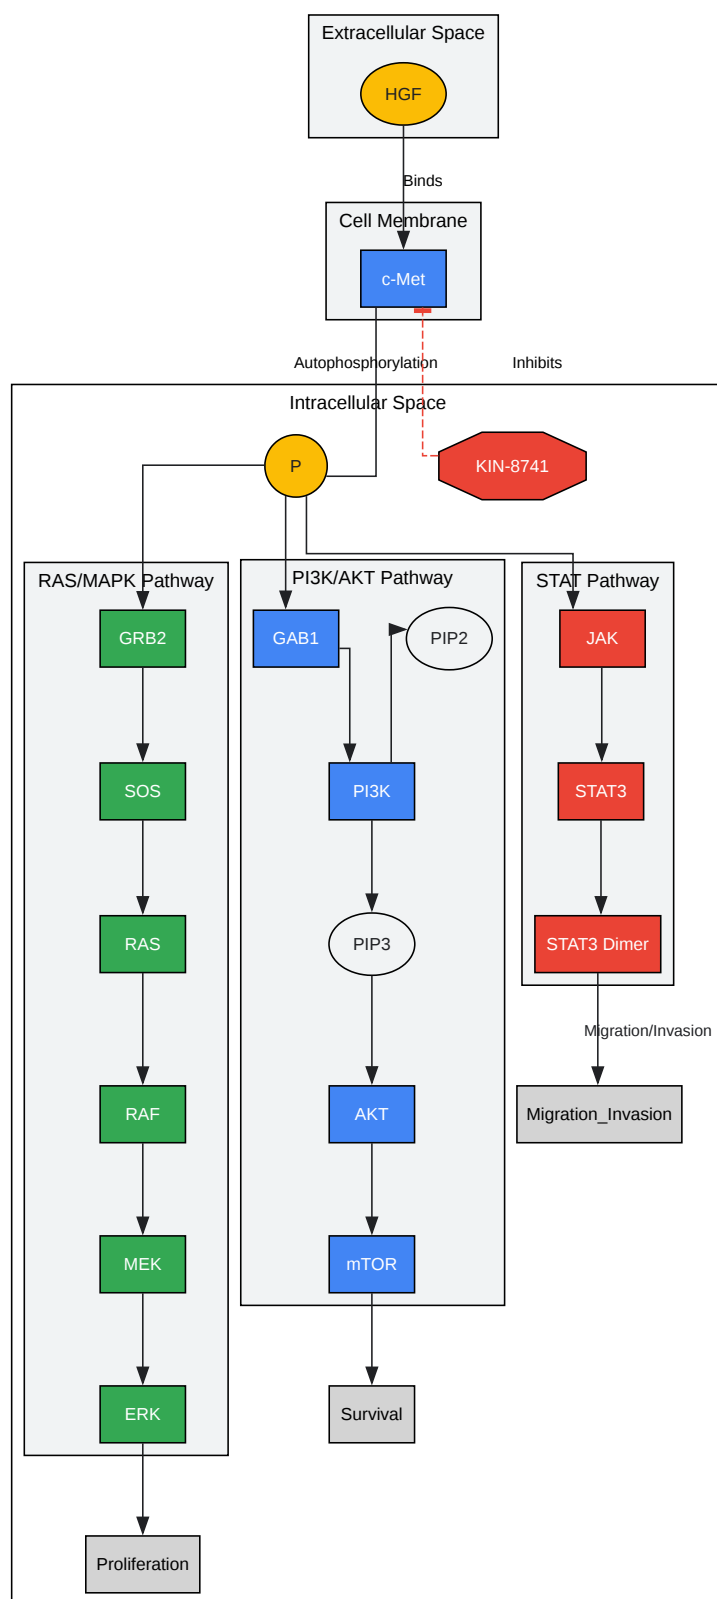 Extracellular Space
HGF
Binds
Cell Membrane
c-Met
Autophosphorylation
Inhibits
Intracellular Space
P
KIN-8741
RAS/MAPK Pathway
PI3K/AKT Pathway
STAT Pathway
GRB2
GAB1
PIP2
JAK
SOS
PI3K
STAT3
RAS
PIP3
STAT3 Dimer
Migration/Invasion
RAF
AKT
Migration_Invasion
MEK
mTOR
ERK
Survival
Proliferation